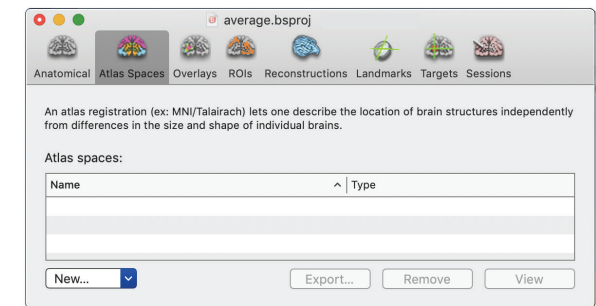 average.bsproj
Anatomical Atlas Spaces Overlays ROIs Reconstructions Landmarks Targets Sessions
An atlas registration (ex: MNI/Talairach) lets one describe the location of brain structures independently
from differences in the size and shape of individual brains.
Atlas spaces:
Name Type
New... Export... Remove View